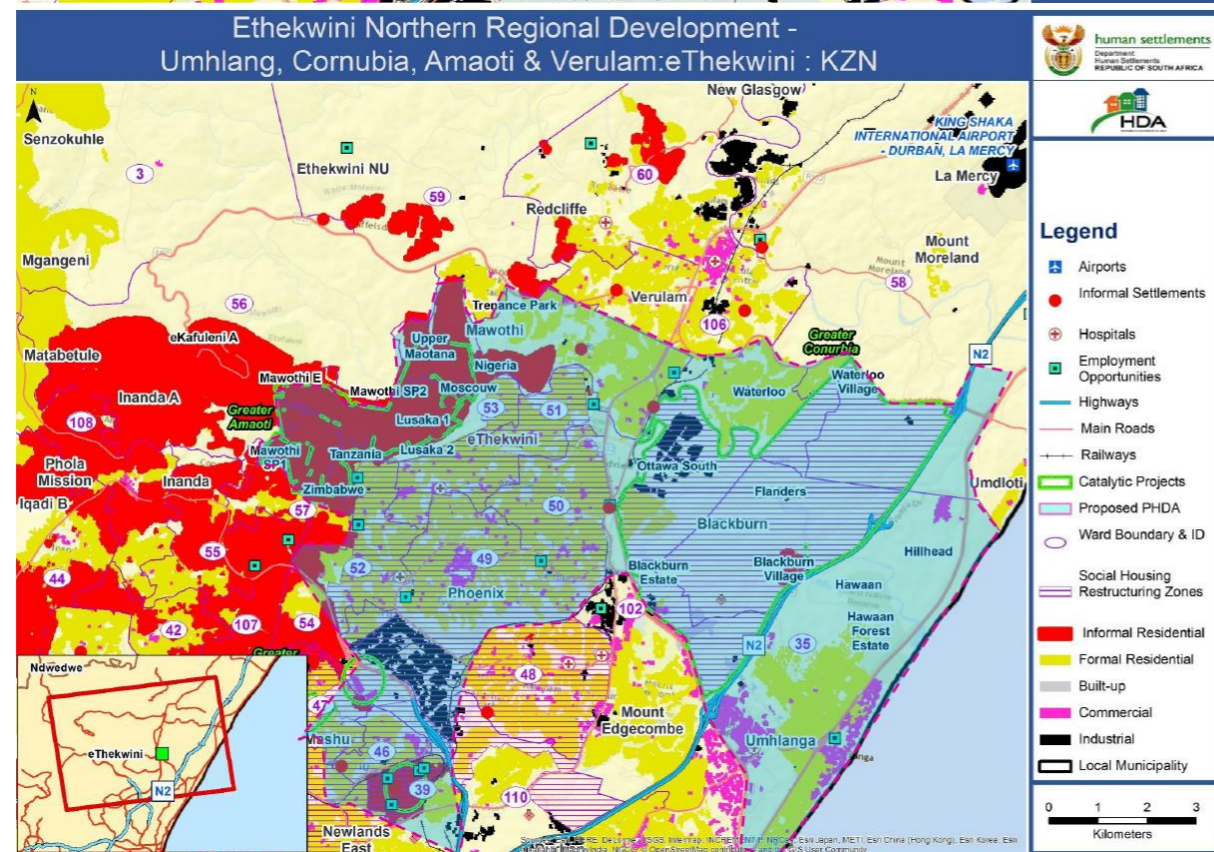 Ethekwini Northern Regional Development -
Umhlang, Cornubia, Amaoti & Verulam:eThekwini : KZN
human settlements
Department:
Human Settlements
REPUBLIC OF SOUTH AFRICA
HDA
N
New Glasgow
KING SHAKA
INTERNATIONAL AIRPORT
- DURBAN, LA MERCY
La Mercy
Senzokuhle
3
Ethekwini NU
60
59
Redcliffe
Mount
Moreland
Mount
Moreland
58
Mgangeni
56
Trenance Park
Verulam
106
eKafuleni A
Mawothi
Greater
Conurbia
N2
Upper
Maotana
Matabetule
Nigeria
Mawothi E
Mawothi SP2
Moscouw
Waterloo
Waterloo
Village
Inanda A
53
51
Greater
Amaoti
Lusaka 1
108
eThekwini
Mawothi
SP1
Tanzania
Lusaka 2
Phola
Mission
Inanda
Ottawa South
Umdloti
Zimbabwe
Flanders
Iqadi B
57
50
Blackburn
55
49
Hillhead
52
Blackburn
Estate
Blackburn
Village
44
Phoenix
Hawaan
102
Hawaan
Forest
Estate
42
107
54
N2
35
Greater
48
Ndwedwe
47
Mount
Edgecombe
Mashu
Umhlanga
46
eThekwini
39
N2
110
Newlands
East
Legend
Airports
Informal Settlements
Hospitals
Employment
Opportunities
Highways
Main Roads
Railways
Catalytic Projects
Proposed PHDA
Ward Boundary & ID
Social Housing
Restructuring Zones
Informal Residential
Formal Residential
Built-up
Commercial
Industrial
Local Municipality
0 1 2 3
Kilometers